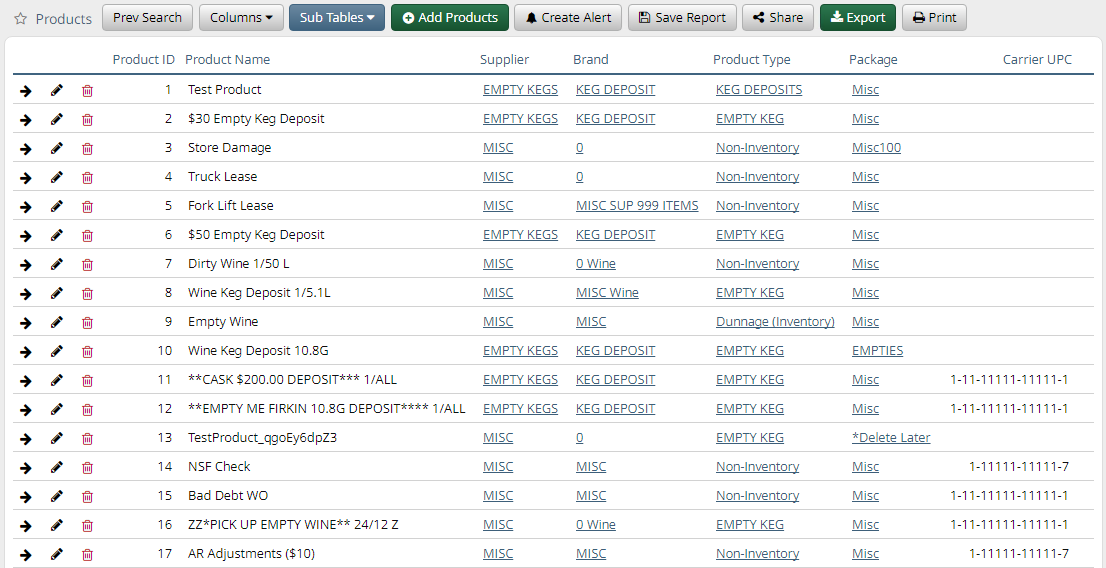 Products Prev Search Columns Sub Tables Add Products Create Alert Save Report Share Export Print
Product ID Product Name Supplier Brand Product Type Package Carrier UPC
1 Test Product EMPTY KEGS KEG DEPOSIT KEG DEPOSITS Misc
2 $30 Empty Keg Deposit EMPTY KEGS KEG DEPOSIT EMPTY KEG Misc
3 Store Damage MISC 0 Non-Inventory Misc100
4 Truck Lease MISC 0 Non-Inventory Misc
5 Fork Lift Lease MISC MISC SUP 999 ITEMS Non-Inventory Misc
6 $50 Empty Keg Deposit EMPTY KEGS KEG DEPOSIT EMPTY KEG Misc
7 Dirty Wine 1/50 L MISC 0 Wine Non-Inventory Misc
8 Wine Keg Deposit 1/5.1L MISC MISC Wine EMPTY KEG Misc
9 Empty Wine MISC MISC Dunnage (Inventory) Misc
10 Wine Keg Deposit 10.8G EMPTY KEGS KEG DEPOSIT EMPTY KEG EMPTIES
11 **CASK $200.00 DEPOSIT*** 1/ALL EMPTY KEGS KEG DEPOSIT EMPTY KEG Misc 1-11-11111-11111-1
12 **EMPTY ME FIRKIN 10.8G DEPOSIT**** 1/ALL EMPTY KEGS KEG DEPOSIT EMPTY KEG Misc 1-11-11111-11111-1
13 TestProduct_qgoEy6dpZ3 MISC 0 EMPTY KEG *Delete Later
14 NSF Check MISC MISC Non-Inventory Misc 1-11111-11111-7
15 Bad Debt WO MISC MISC Non-Inventory Misc 1-11-11111-11111-1
16 ZZ*PICK UP EMPTY WINE** 24/12 Z MISC 0 Wine EMPTY KEG Misc 1-11-11111-11111-1
17 AR Adjustments ($10) MISC MISC Non-Inventory Misc 1-11111-11111-7